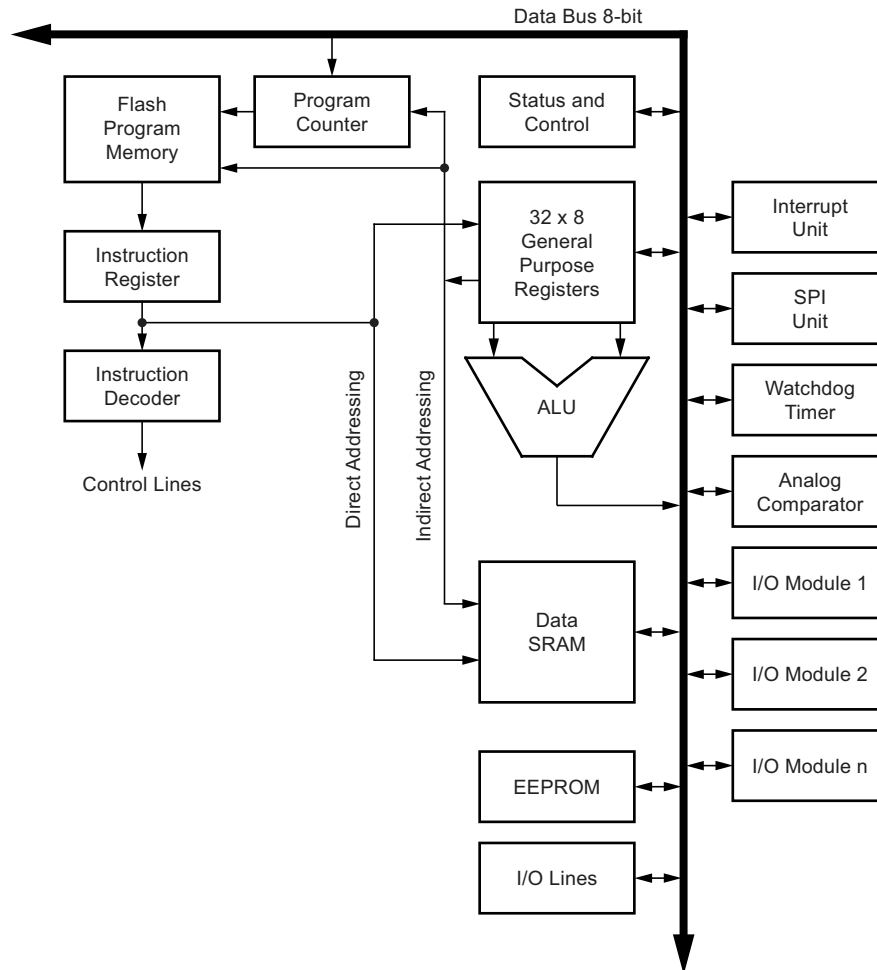 Data Bus 8-bit
Flash
Program
Memory
Program
Counter
Status and
Control
32 x 8
General
Purpose
Registers
Interrupt
Unit
Instruction
Register
SPI
Unit
Instruction
Decoder
ALU
Watchdog
Timer
Direct Addressing
Indirect Addressing
Control Lines
Analog
Comparator
Data
SRAM
I/O Module 1
I/O Module 2
I/O Module n
EEPROM
I/O Lines